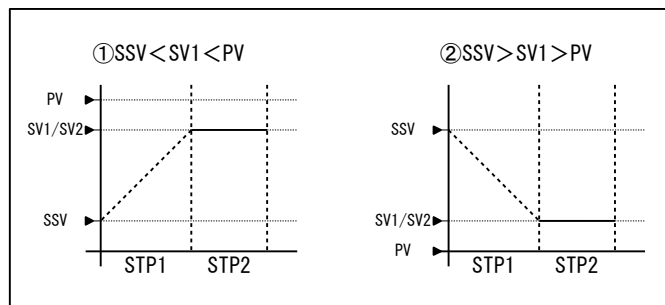 ①SSV＜SV1＜PV
PV
SV1/SV2
SSV
STP1 STP2
②SSV＞SV1＞PV
SSV
SV1/SV2
PV
STP1 STP2